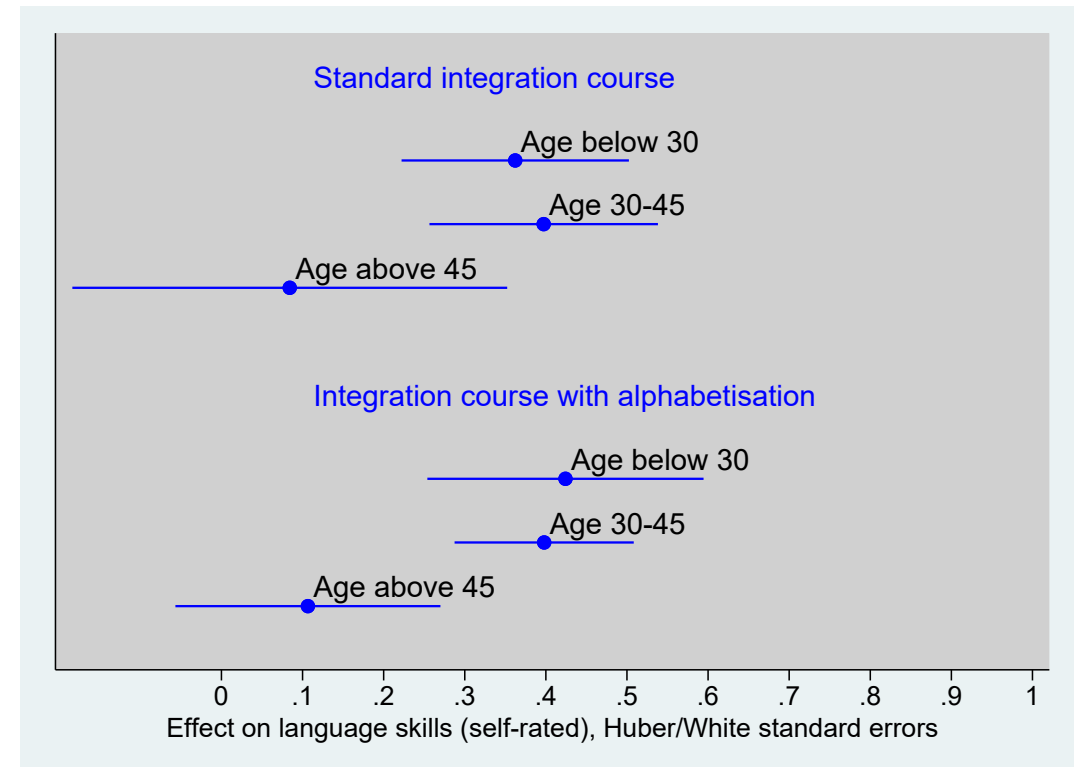 Standard integration course
Age below 30
Age 30-45
Age above 45
Integration course with alphabetisation
Age below 30
Age 30-45
Age above 45
0 .1 .2 .3 .4 .5 .6 .7 .8 .9 1
Effect on language skills (self-rated), Huber/White standard errors